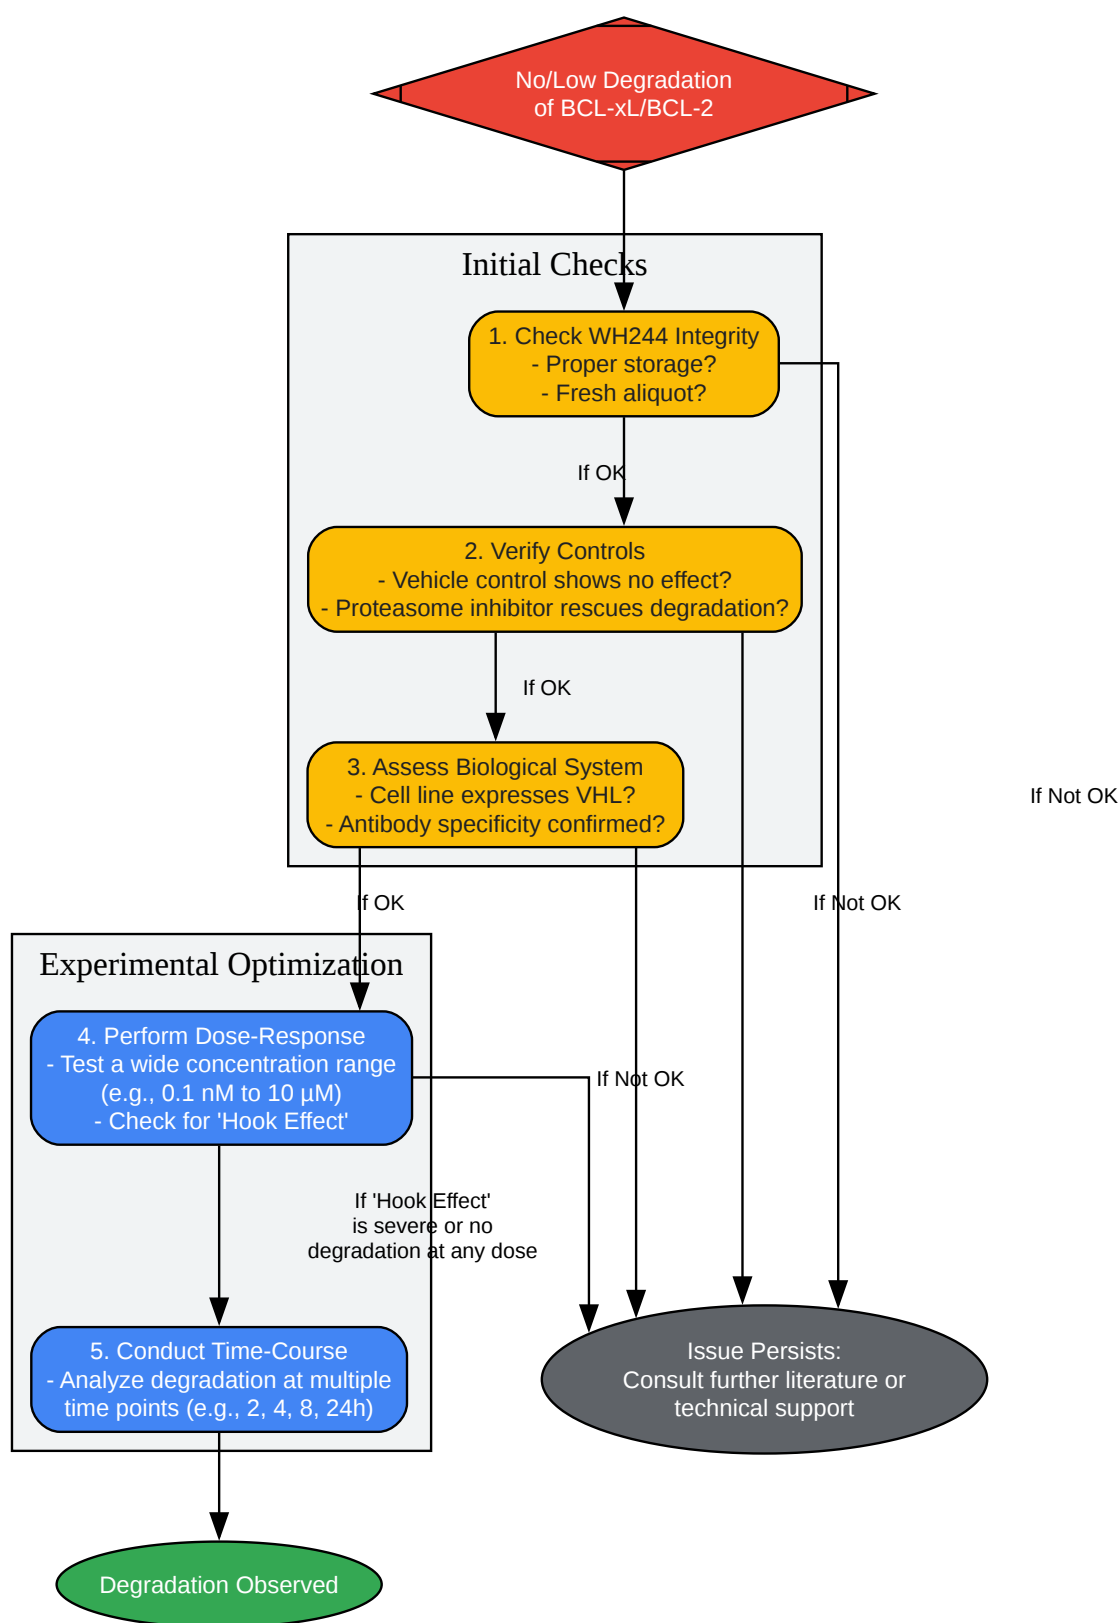 No/Low Degradation
of BCL-xL/BCL-2
Initial Checks
1. Check WH244 Integrity
- Proper storage?
- Fresh aliquot?
If OK
2. Verify Controls
- Vehicle control shows no effect?
- Proteasome inhibitor rescues degradation?
If OK
3. Assess Biological System
- Cell line expresses VHL?
- Antibody specificity confirmed?
If Not OK
If OK
If Not OK
Experimental Optimization
4. Perform Dose-Response
- Test a wide concentration range
(e.g., 0.1 nM to 10 µM)
- Check for 'Hook Effect'
If Not OK
If 'Hook Effect'
is severe or no
degradation at any dose
5. Conduct Time-Course
- Analyze degradation at multiple
time points (e.g., 2, 4, 8, 24h)
Issue Persists:
Consult further literature or
technical support
Degradation Observed